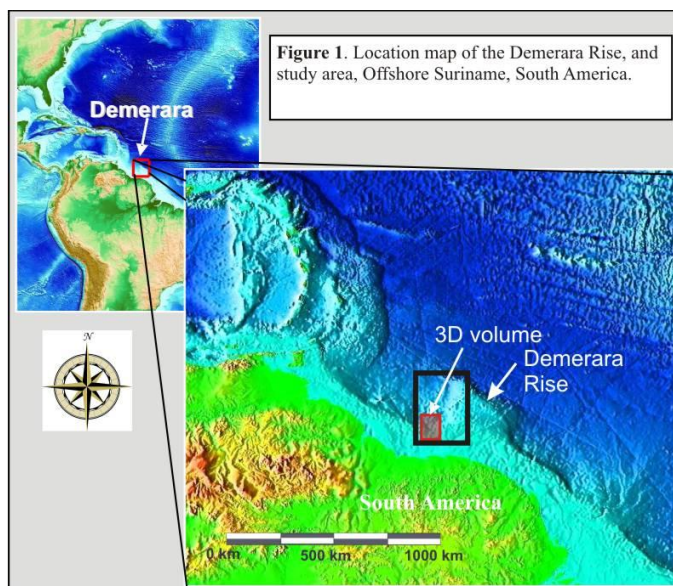 Figure 1. Location map of the Demerara Rise, and
study area, Offshore Suriname, South America.
Demerara
N
3D volume
Demerara
Rise
South America
0 km
500 km
1000 km